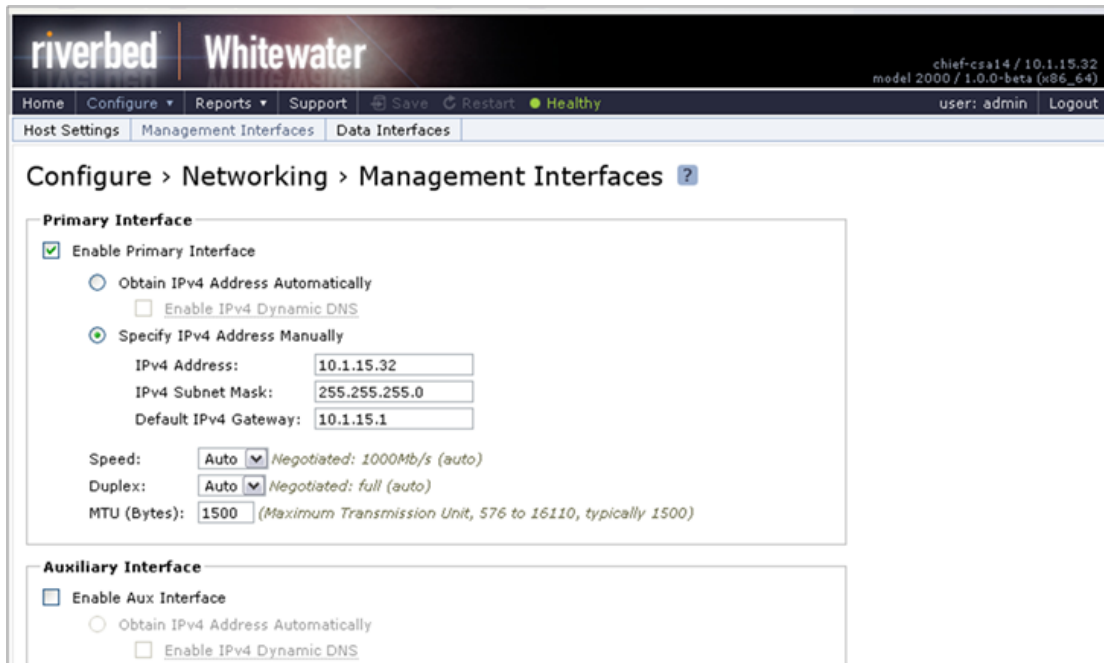 riverbed Whitewater
chief-csa14 / 10.1.15.32
model 2000 / 1.0.0-beta (x86_64)
Home Configure ▾ Reports ▾ Support Save Restart Healthy user: admin Logout
Host Settings Management Interfaces Data Interfaces
Configure › Networking › Management Interfaces ?
Primary Interface
Enable Primary Interface
Obtain IPv4 Address Automatically
Enable IPv4 Dynamic DNS
Specify IPv4 Address Manually
IPv4 Address: 10.1.15.32
IPv4 Subnet Mask: 255.255.255.0
Default IPv4 Gateway: 10.1.15.1
Speed: Auto Negotiated: 1000Mb/s (auto)
Duplex: Auto Negotiated: full (auto)
MTU (Bytes): 1500 (Maximum Transmission Unit, 576 to 16110, typically 1500)
Auxiliary Interface
Enable Aux Interface
Obtain IPv4 Address Automatically
Enable IPv4 Dynamic DNS